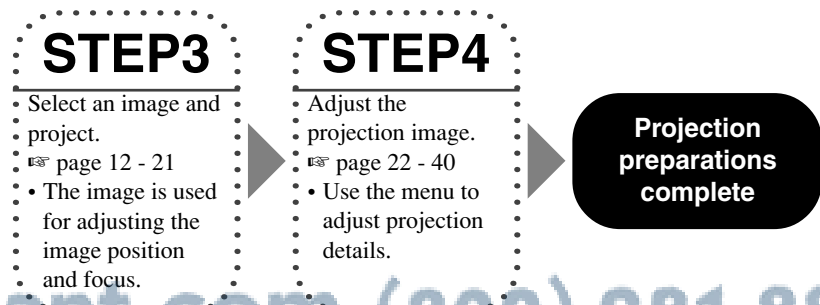 STEP3
Select an image and
project.
☞ page 12 - 21
• The image is used
for adjusting the
image position
and focus.
STEP4
Adjust the
projection image.
☞ page 22 - 40
• Use the menu to
adjust projection
details.
Projection
preparations
complete